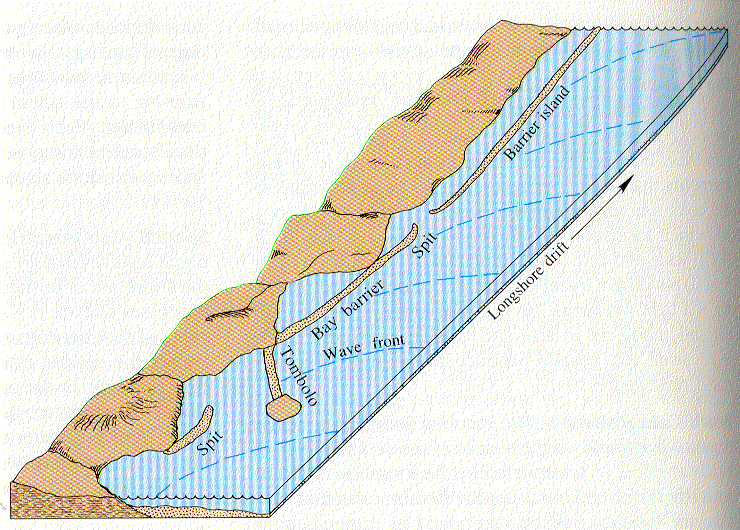 Barrier island
Spit
Longshore drift
Bay barrier
Wave front
Tombolo
Spit